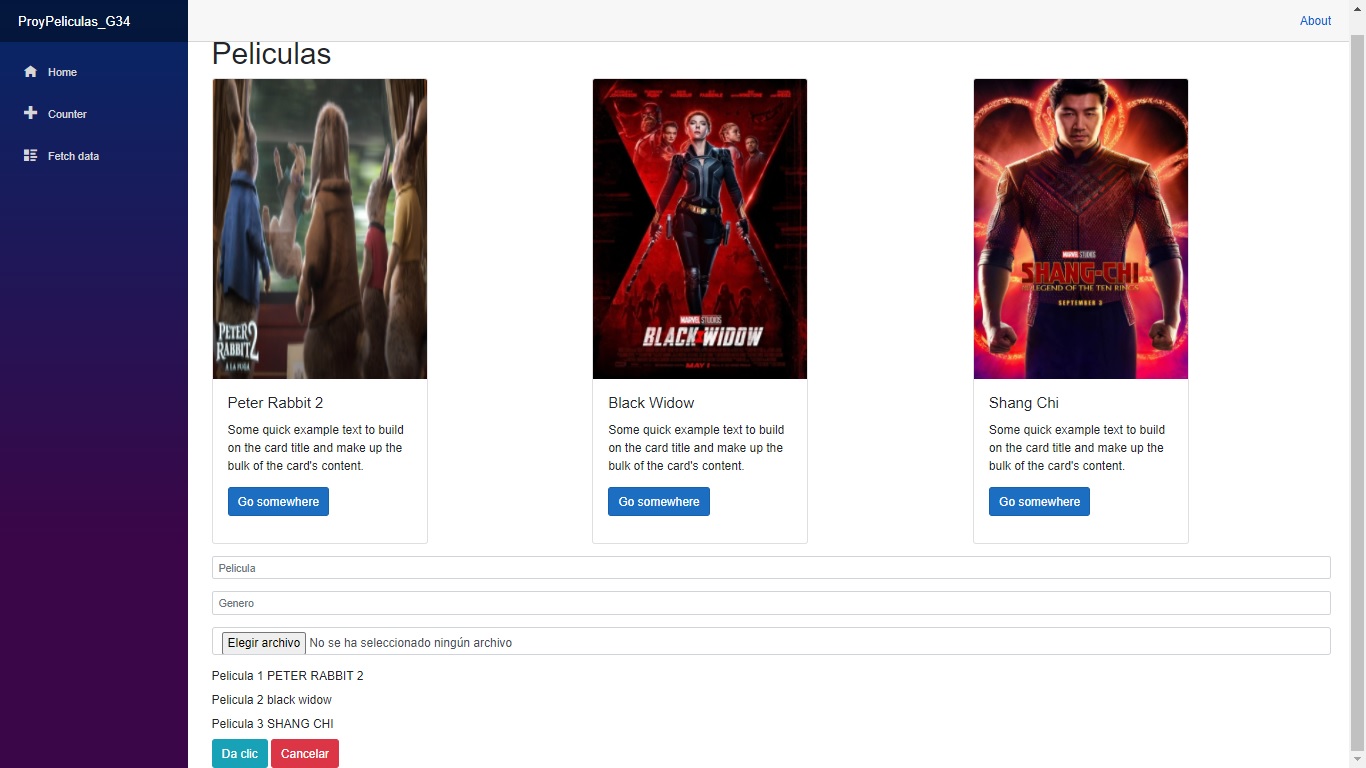 ProyPeliculas_G34
About
Home
Counter
Fetch data
Peliculas
PETER
RABBIT 2
A LA FUGA
MARVEL STUDIOS
BLACK WIDOW
MAY 1
MARVEL STUDIOS
SHANG-CHI
LEGEND OF THE TEN RINGS
SEPTEMBER 3
Peter Rabbit 2
Some quick example text to build
on the card title and make up the
bulk of the card's content.
Go somewhere
Black Widow
Some quick example text to build
on the card title and make up the
bulk of the card's content.
Go somewhere
Shang Chi
Some quick example text to build
on the card title and make up the
bulk of the card's content.
Go somewhere
Pelicula
Genero
Elegir archivo No se ha seleccionado ningún archivo
Pelicula 1 PETER RABBIT 2
Pelicula 2 black widow
Pelicula 3 SHANG CHI
Da clic Cancelar